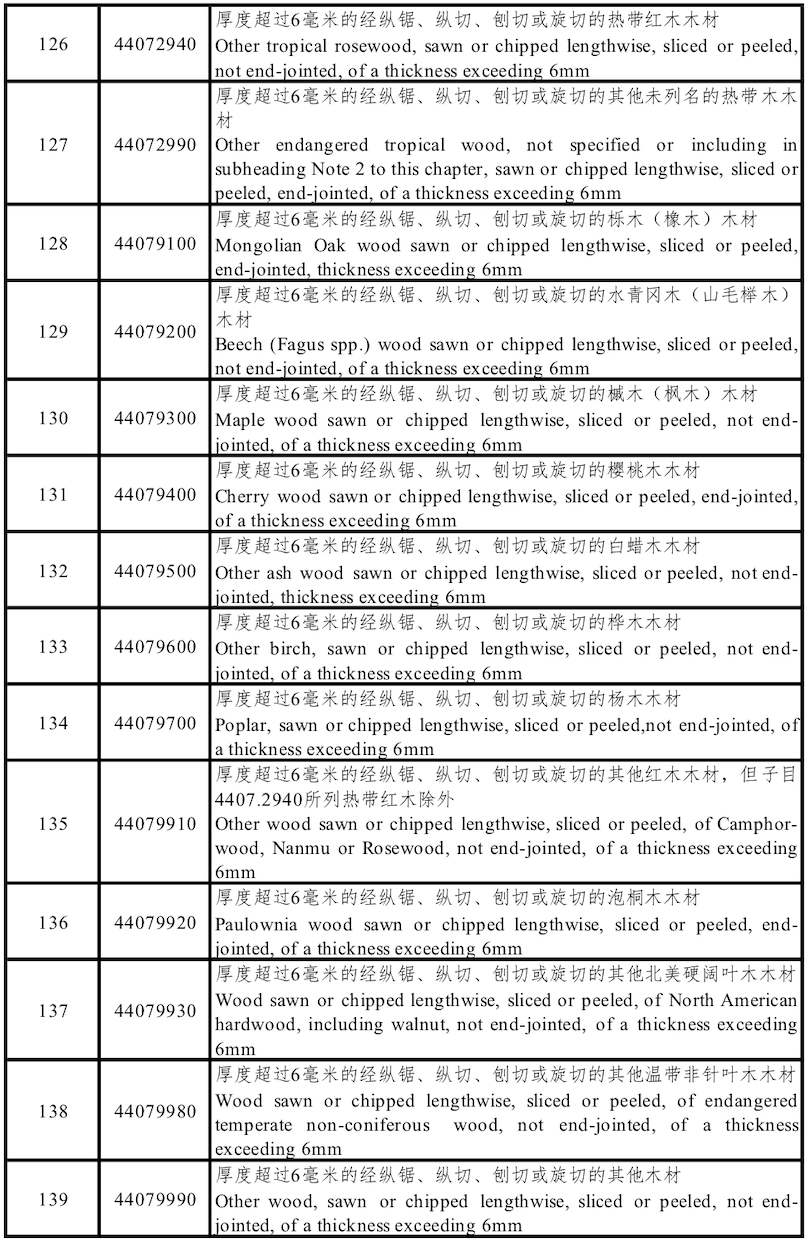 126
44072940
厚度超过6毫米的经纵锯、纵切、刨切或旋切的热带红木木材
Other tropical rosewood, sawn or chipped lengthwise, sliced or peeled,
not end-jointed, of a thickness exceeding 6mm
127
44072990
厚度超过6毫米的经纵锯、纵切、刨切或旋切的其他未列名的热带木木
材
Other endangered tropical wood, not specified or including in
subheading Note 2 to this chapter, sawn or chipped lengthwise, sliced or
peeled, end-jointed, of a thickness exceeding 6mm
128
44079100
厚度超过6毫米的经纵锯、纵切、刨切或旋切的栎木（橡木）木材
Mongolian Oak wood sawn or chipped lengthwise, sliced or peeled,
end-jointed, thickness exceeding 6mm
129
44079200
厚度超过6毫米的经纵锯、纵切、刨切或旋切的水青冈木（山毛榉木）
木材
Beech (Fagus spp.) wood sawn or chipped lengthwise, sliced or peeled,
not end-jointed, of a thickness exceeding 6mm
130
44079300
厚度超过6毫米的经纵锯、纵切、刨切或旋切的槭木（枫木）木材
Maple wood sawn or chipped lengthwise, sliced or peeled, not end-
jointed, of a thickness exceeding 6mm
131
44079400
厚度超过6毫米的经纵锯、纵切、刨切或旋切的樱桃木木材
Cherry wood sawn or chipped lengthwise, sliced or peeled, end-jointed,
of a thickness exceeding 6mm
132
44079500
厚度超过6毫米的经纵锯、纵切、刨切或旋切的白蜡木木材
Other ash wood sawn or chipped lengthwise, sliced or peeled, not end-
jointed, thickness exceeding 6mm
133
44079600
厚度超过6毫米的经纵锯、纵切、刨切或旋切的桦木木材
Other birch, sawn or chipped lengthwise, sliced or peeled, not end-
jointed, of a thickness exceeding 6mm
134
44079700
厚度超过6毫米的经纵锯、纵切、刨切或旋切的杨木木材
Poplar, sawn or chipped lengthwise, sliced or peeled,not end-jointed, of
a thickness exceeding 6mm
135
44079910
厚度超过6毫米的经纵锯、纵切、刨切或旋切的其他红木木材，但子目
4407.2940所列热带红木除外
Other wood sawn or chipped lengthwise, sliced or peeled, of Camphor-
wood, Nanmu or Rosewood, not end-jointed, of a thickness exceeding
6mm
136
44079920
厚度超过6毫米的经纵锯、纵切、刨切或旋切的泡桐木木材
Paulownia wood sawn or chipped lengthwise, sliced or peeled, end-
jointed, of a thickness exceeding 6mm
137
44079930
厚度超过6毫米的经纵锯、纵切、刨切或旋切的其他北美硬阔叶木木材
Wood sawn or chipped lengthwise, sliced or peeled, of North American
hardwood, including walnut, not end-jointed, of a thickness exceeding
6mm
138
44079980
厚度超过6毫米的经纵锯、纵切、刨切或旋切的其他温带非针叶木木材
Wood sawn or chipped lengthwise, sliced or peeled, of endangered
temperate non-coniferous wood, not end-jointed, of a thickness
exceeding 6mm
139
44079990
厚度超过6毫米的经纵锯、纵切、刨切或旋切的其他木材
Other wood, sawn or chipped lengthwise, sliced or peeled, not end-
jointed, of a thickness exceeding 6mm